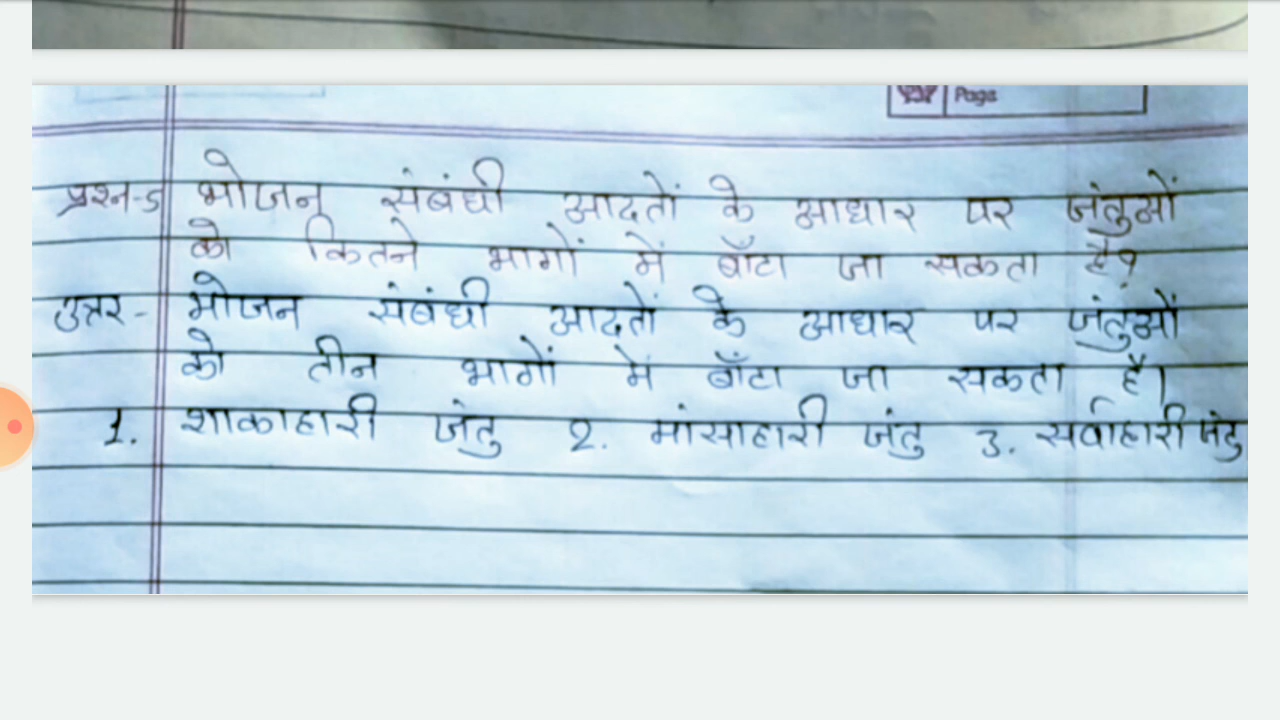 Page
प्रश्न-5 भोजन संबंधी आदतों के आधार पर जंतुओं
को कितने भागों में बाँटा जा सकता है?
उत्तर- भोजन संबंधी आदतों के आधार पर जंतुओं
को तीन भागों में बाँटा जा सकता है।
1. शाकाहारी जंतु 2. मांसाहारी जंतु 3. सर्वाहारी जंतु